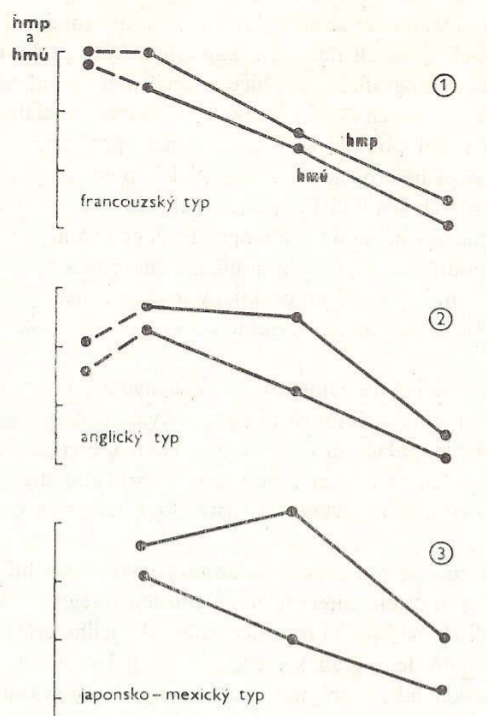 hmp
a
hmú
①
hmp
hmú
francouzský typ
②
anglický typ
③
japonsko-mexický typ